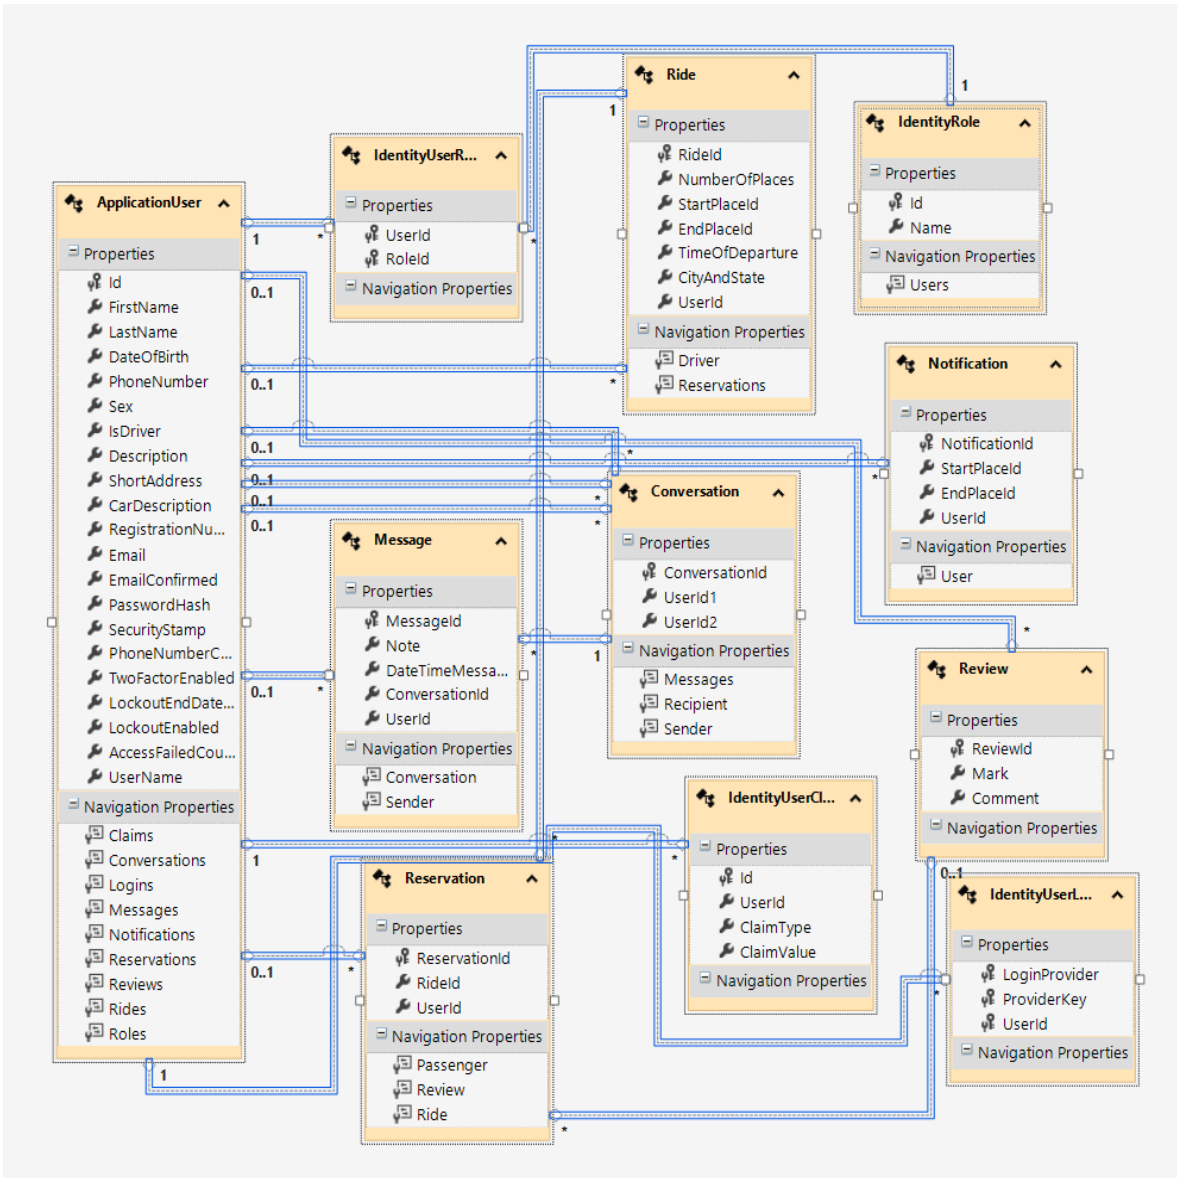 ApplicationUser
Properties
Id
FirstName
LastName
DateOfBirth
PhoneNumber
Sex
IsDriver
Description
ShortAddress
CarDescription
RegistrationNu...
Email
EmailConfirmed
PasswordHash
SecurityStamp
PhoneNumberC...
TwoFactorEnabled
LockoutEndDate...
LockoutEnabled
AccessFailedCou...
UserName
Navigation Properties
Claims
Conversations
Logins
Messages
Notifications
Reservations
Reviews
Rides
Roles
1
0..1
0..1
0..1
0..1
0..1
0..1
0..1
1
0..1
1
IdentityUserR...
Properties
UserId
RoleId
Navigation Properties
*
*
Ride
Properties
RideId
NumberOfPlaces
StartPlaceId
EndPlaceId
TimeOfDeparture
CityAndState
UserId
Navigation Properties
Driver
Reservations
1
*
IdentityRole
Properties
Id
Name
Navigation Properties
Users
1
Notification
Properties
NotificationId
StartPlaceId
EndPlaceId
UserId
Navigation Properties
User
*
Conversation
Properties
ConversationId
UserId1
UserId2
Navigation Properties
Messages
Recipient
Sender
*
*
*
1
Message
Properties
MessageId
Note
DateTimeMessa...
ConversationId
UserId
Navigation Properties
Conversation
Sender
*
*
Review
Properties
ReviewId
Mark
Comment
Navigation Properties
*
0..1
IdentityUserCl...
Properties
Id
UserId
ClaimType
ClaimValue
Navigation Properties
*
Reservation
Properties
ReservationId
RideId
UserId
Navigation Properties
Passenger
Review
Ride
*
*
*
IdentityUserL...
Properties
LoginProvider
ProviderKey
UserId
Navigation Properties
*